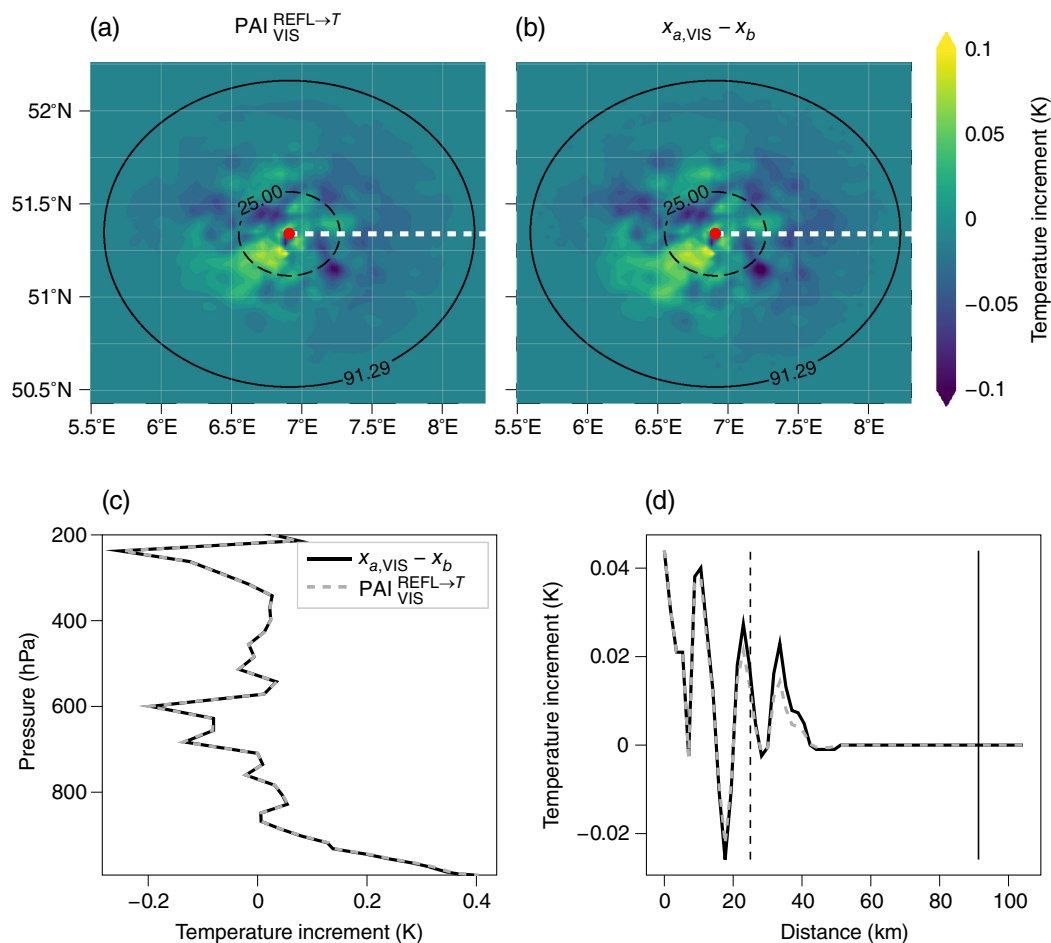 (a)
PAI VIS REFL→T
(b)
xa,VIS − xb
52°N
51.5°N
51°N
50.5°N
5.5°E
6°E
6.5°E
7°E
7.5°E
8°E
25.00
91.29
5.5°E
6°E
6.5°E
7°E
7.5°E
8°E
25.00
91.29
0.1
0.05
0
−0.05
−0.1
Temperature increment (K)
(c)
200
400
600
800
Pressure (hPa)
xa,VIS − xb
PAI VIS REFL→T
−0.2
0
0.2
0.4
Temperature increment (K)
(d)
0.04
0.02
0
−0.02
Temperature increment (K)
0
20
40
60
80
100
Distance (km)